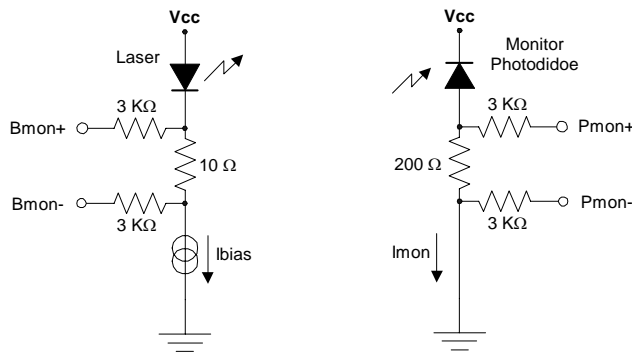 Vcc
Laser
3 KΩ
Bmon+
10 Ω
Bmon-
3 KΩ
Ibias
Vcc
Monitor
Photodidoe
3 KΩ
Pmon+
200 Ω
Pmon-
3 KΩ
Imon